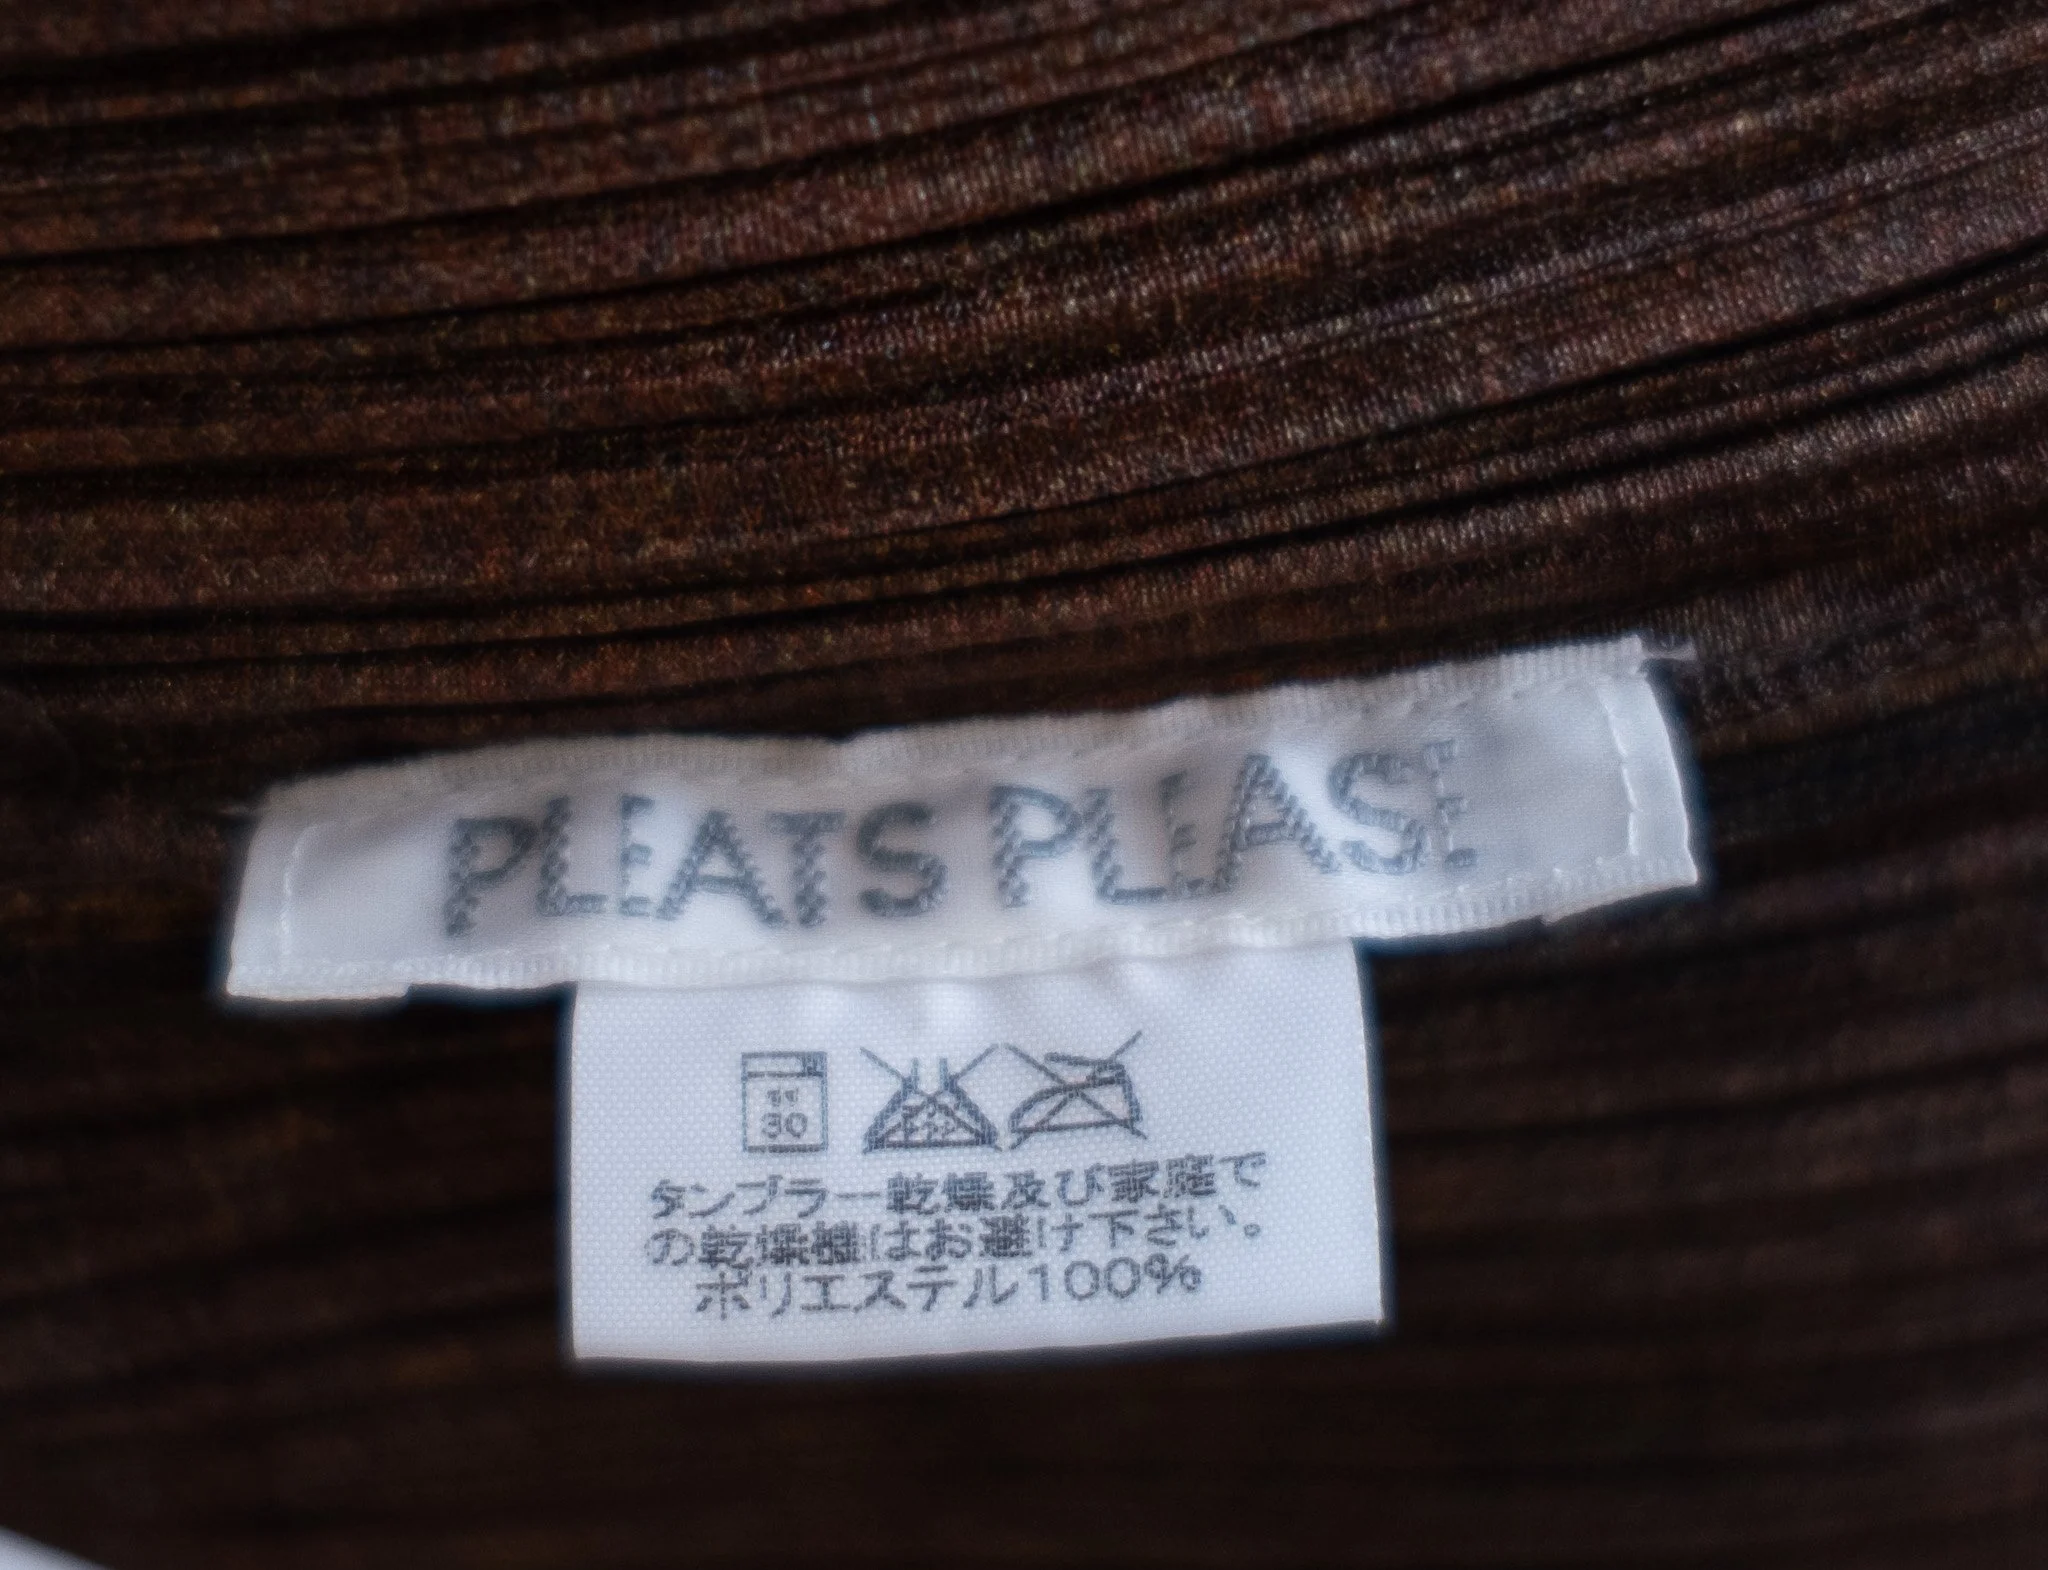 PLEATS PLEASE
30
タンブラー乾燥及び家庭で
の乾燥機はお避け下さい。
ポリエステル100%